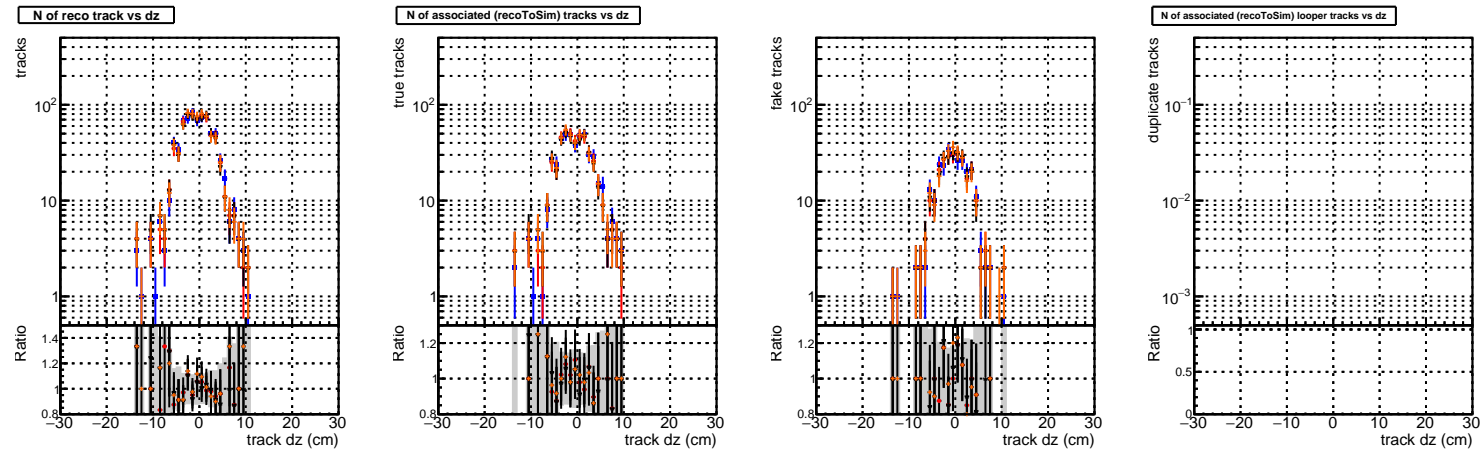 N of reco track vs dz
tracks
10²
10
1
Ratio
1.4
1.2
1
0.8
−30 −20 −10 0 10 20 30
track dz (cm)
N of associated (recoToSim) tracks vs dz
true tracks
10²
10
1
Ratio
1.2
1
0.8
−30 −20 −10 0 10 20 30
track dz (cm)
fake tracks
10²
10
1
Ratio
1.2
1
0.8
−30 −20 −10 0 10 20 30
track dz (cm)
N of associated (recoToSim) looper tracks vs dz
duplicate tracks
10⁻¹
10⁻²
10⁻³
Ratio
1
0.5
0
−30 −20 −10 0 10 20 30
track dz (cm)